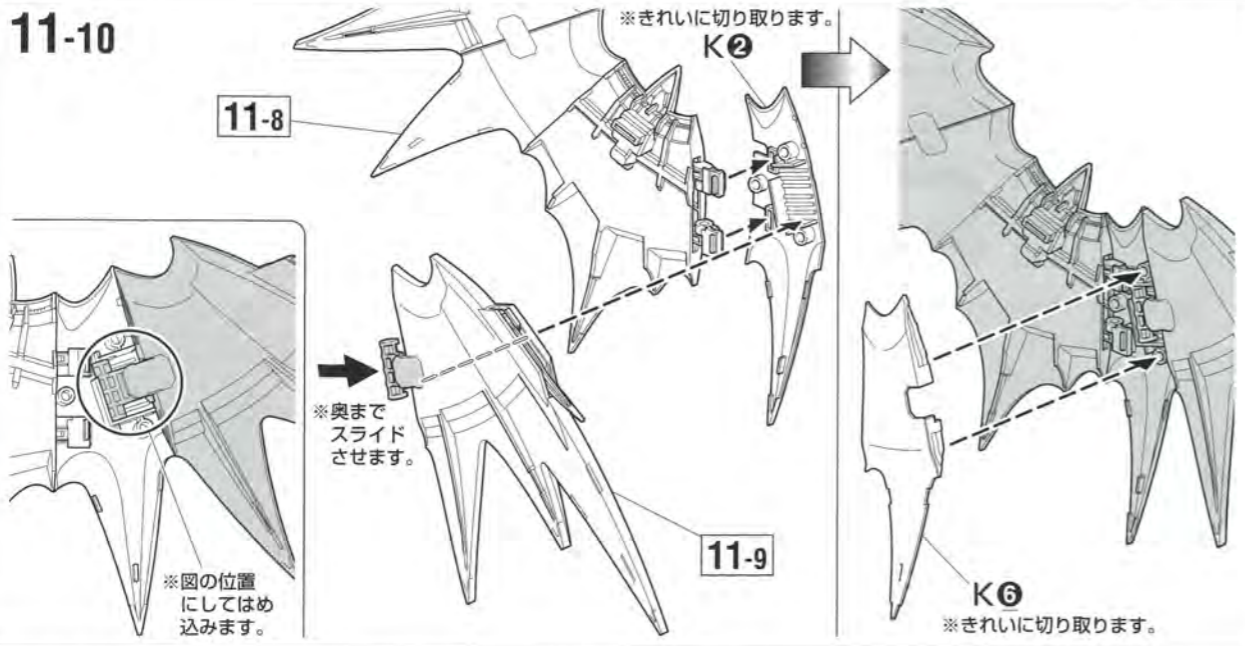 11-10
※きれいに切り取ります。
K❷
11-8
※奥まで
スライド
させます。
※図の位置
にしてはめ
込みます。
11-9
K❻
※きれいに切り取ります。